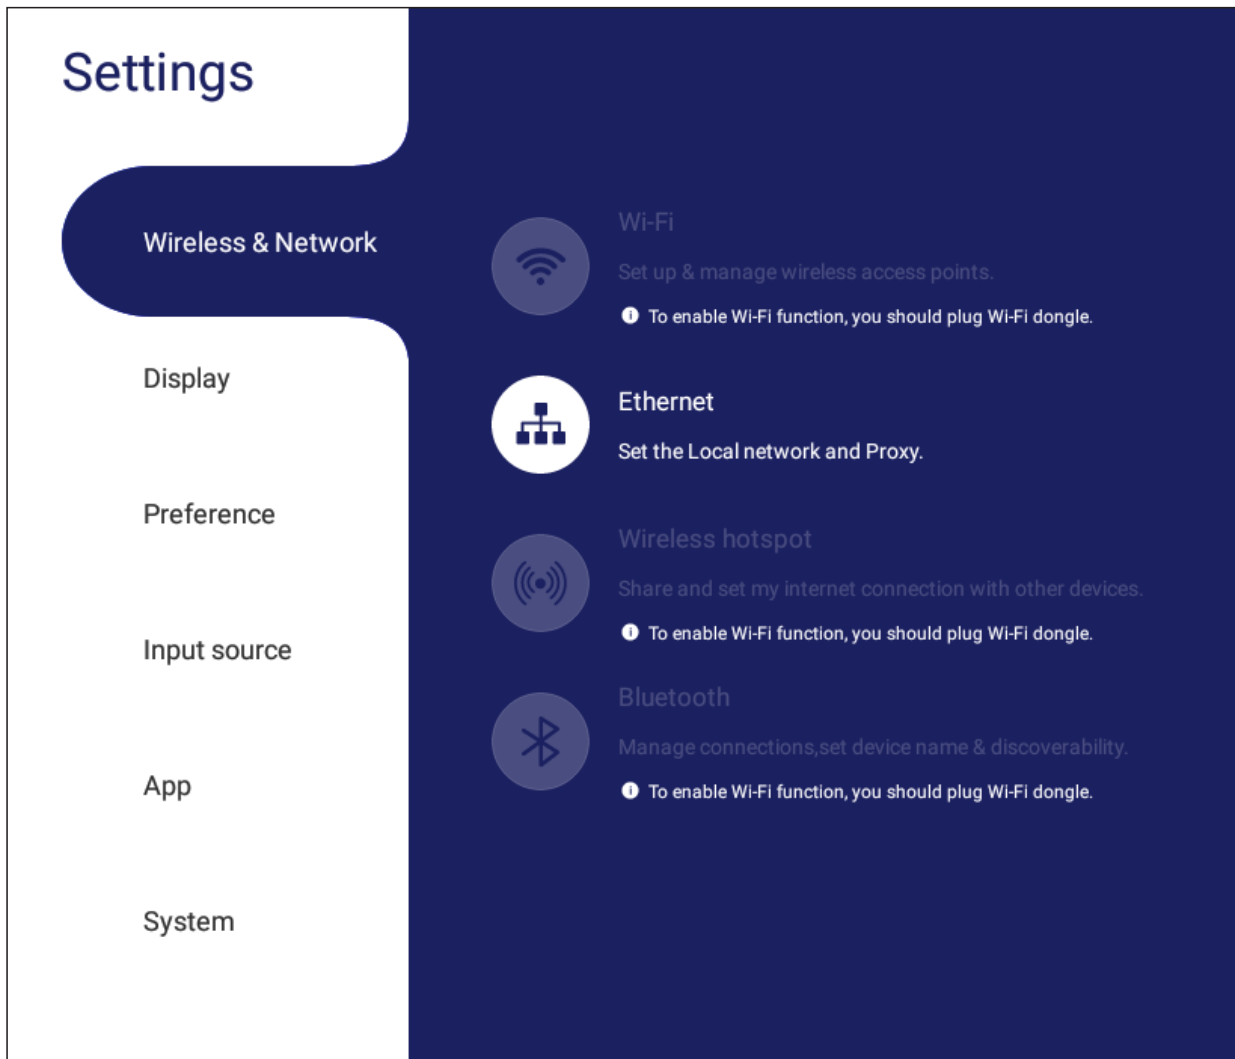 Settings
Wireless & Network
Display
Preference
Input source
App
System
Wi-Fi
Set up & manage wireless access points.
To enable Wi-Fi function, you should plug Wi-Fi dongle.
Ethernet
Set the Local network and Proxy.
Wireless hotspot
Share and set my internet connection with other devices.
To enable Wi-Fi function, you should plug Wi-Fi dongle.
Bluetooth
Manage connections,set device name & discoverability.
To enable Wi-Fi function, you should plug Wi-Fi dongle.